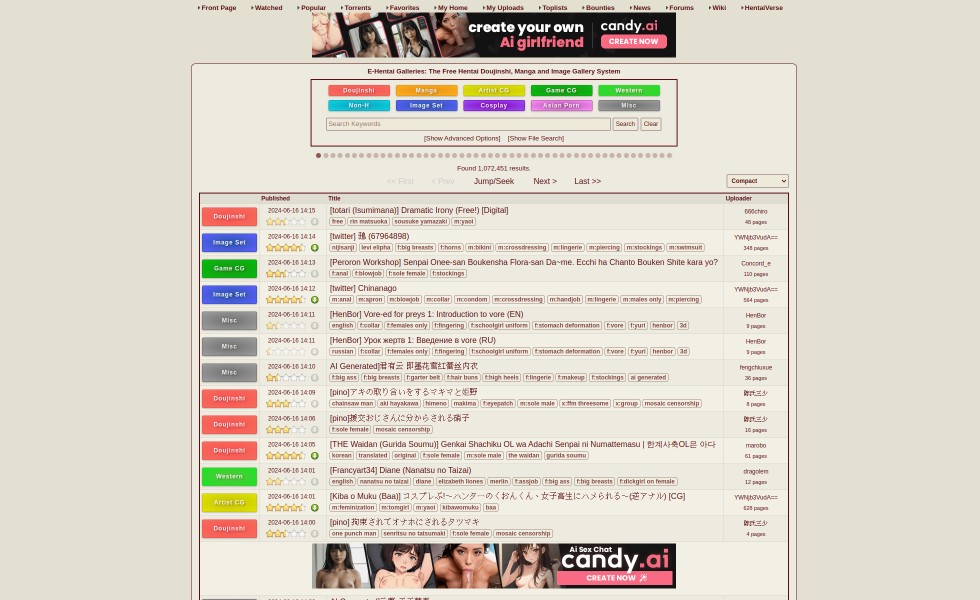 Front Page Watched Popular Torrents Favorites My Home My Uploads Toplists Bounties News Forums Wiki HentaiVerse
create your own
Ai girlfriend
candy.ai
CREATE NOW
E-Hentai Galleries: The Free Hentai Doujinshi, Manga and Image Gallery System
Doujinshi Manga Artist CG Game CG Western
Non-H Image Set Cosplay Asian Porn Misc
Search Keywords Search Clear
[Show Advanced Options] [Show File Search]
Found 1,072,451 results.
<< First < Prev Jump/Seek Next > Last >> Compact
Published Title Uploader
Doujinshi 2024-06-16 14:15 [totari (Isumimana)] Dramatic Irony (Free!) [Digital] 666chiro
free rin matsuoka sousuke yamazaki m:yaoi 48 pages
Image Set 2024-06-16 14:14 [twitter] 鵺 (67964898) YWNjb3VudA==
nijisanji levi elipha f:big breasts f:horns m:bikini m:crossdressing m:lingerie m:piercing m:stockings m:swimsuit 348 pages
Game CG 2024-06-16 14:13 [Peroron Workshop] Senpai Onee-san Boukensha Flora-san Da~me. Ecchi ha Chanto Bouken Shite kara yo? Concord_e
f:anal f:blowjob f:sole female f:stockings 110 pages
Image Set 2024-06-16 14:12 [twitter] Chinanago YWNjb3VudA==
m:anal m:apron m:blowjob m:collar m:condom m:crossdressing m:handjob m:lingerie m:males only m:piercing 564 pages
Misc 2024-06-16 14:11 [HenBor] Vore-ed for preys 1: Introduction to vore (EN) HenBor
english f:collar f:females only f:fingering f:schoolgirl uniform f:stomach deformation f:vore f:yuri henbor 3d 9 pages
Misc 2024-06-16 14:11 [HenBor] Урок жертв 1: Введение в vore (RU) HenBor
russian f:collar f:females only f:fingering f:schoolgirl uniform f:stomach deformation f:vore f:yuri henbor 3d 9 pages
Misc 2024-06-16 14:10 AI Generated]君有云 即墨花蜜红蕾丝内衣 fengchiuxue
f:big ass f:big breasts f:garter belt f:hair buns f:high heels f:lingerie f:makeup f:stockings ai generated 36 pages
Doujinshi 2024-06-16 14:09 [pino]アキの取り合いをするマキマと姫野 陈氏三少
chainsaw man aki hayakawa himeno makima f:eyepatch m:sole male x:ffm threesome x:group mosaic censorship 8 pages
Doujinshi 2024-06-16 14:06 [pino]援交おじさんに分からされる硝子 陈氏三少
f:sole female mosaic censorship 16 pages
Doujinshi 2024-06-16 14:05 [THE Waidan (Gurida Soumu)] Genkai Shachiku OL wa Adachi Senpai ni Numattemasu | 한계사축OL은 아다 marobo
korean translated original f:sole female m:sole male the waidan gurida soumu 61 pages
Western 2024-06-16 14:01 [Francyart34] Diane (Nanatsu no Taizai) dragolem
english nanatsu no taizai diane elizabeth liones merlin f:assjob f:big ass f:big breasts f:dickgirl on female 12 pages
Artist CG 2024-06-16 14:01 [Kiba o Muku (Baa)] コスプレぶ!～ハンターのくおんくん・女子高生にハメられる～(逆アナル) [CG] YWNjb3VudA==
m:feminization m:tomgirl m:yaoi kibawomuku baa 628 pages
Doujinshi 2024-06-16 14:00 [pino] 拘束されてオナホにされるタツマキ 陈氏三少
one punch man senritsu no tatsumaki f:sole female mosaic censorship 4 pages
Ai Sex Chat
candy.ai
CREATE NOW